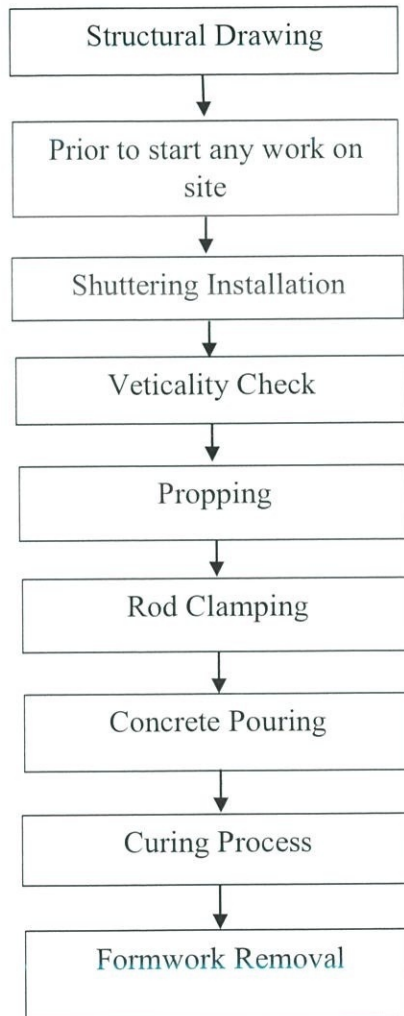 Structural Drawing
Prior to start any work on
site
Shuttering Installation
Veticality Check
Propping
Rod Clamping
Concrete Pouring
Curing Process
Formwork Removal